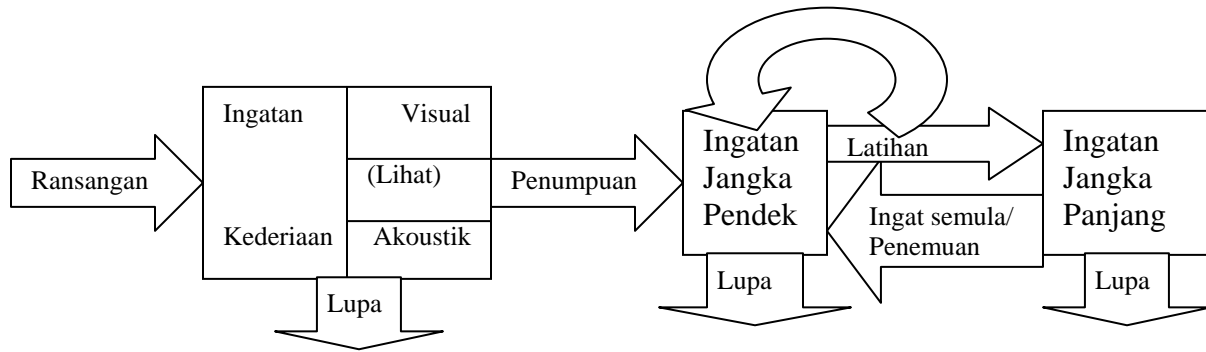 Ransangan
Ingatan
Kederiaan
Visual
(Lihat)
Akoustik
Lupa
Penumpuan
Ingatan
Jangka
Pendek
Lupa
Latihan
Ingat semula/
Penemuan
Ingatan
Jangka
Panjang
Lupa